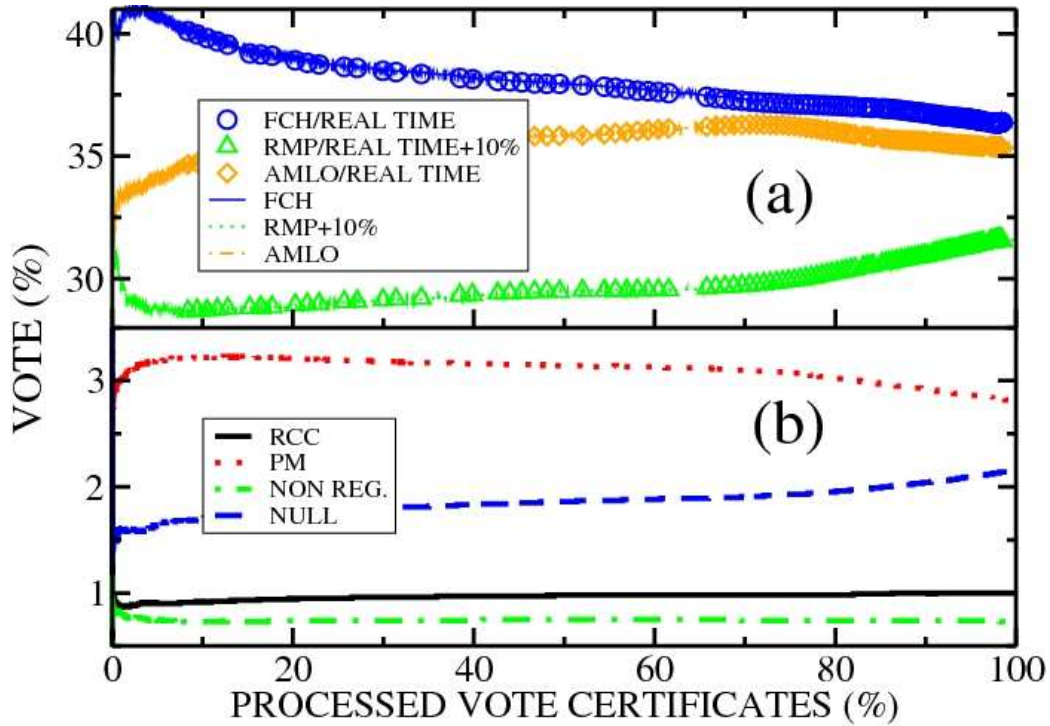 40
35
30
FCH/REAL TIME
RMP/REAL TIME+10%
AMLO/REAL TIME
FCH
RMP+10%
AMLO
(a)
VOTE (%)
3
2
1
RCC
PM
NON REG.
NULL
(b)
0 20 40 60 80 100
PROCESSED VOTE CERTIFICATES (%)